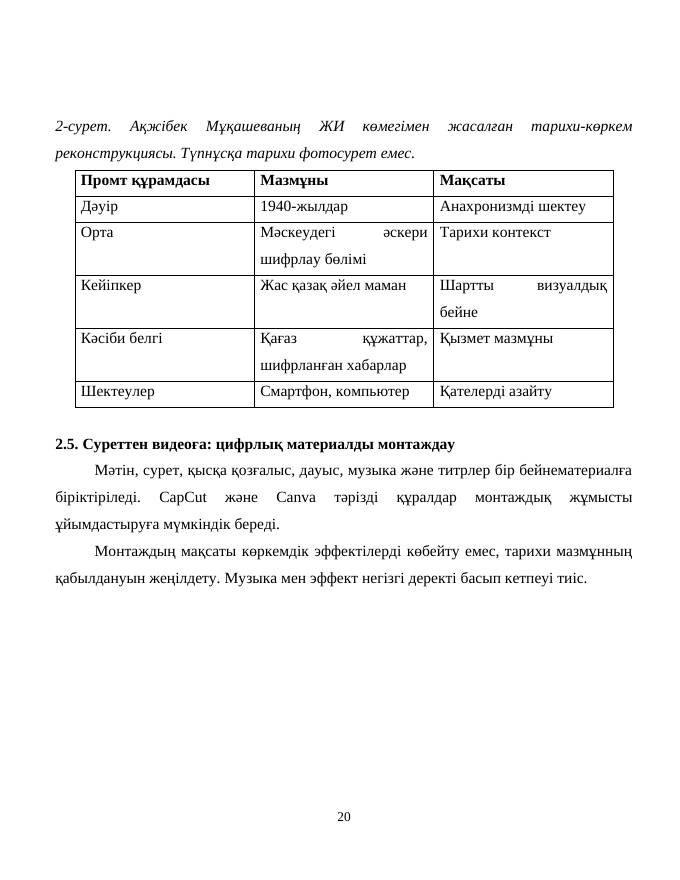 2-сурет. Ақжібек Мұқашеваның ЖИ көмегімен жасалған тарихи-көркем
реконструкциясы. Түпнұсқа тарихи фотосурет емес.
Промт құрамдасы Мазмұны Мақсаты
Дәуір 1940-жылдар Анахронизмді шектеу
Орта Мәскеудегі әскери Тарихи контекст
шифрлау бөлімі
Кейіпкер Жас қазақ әйел маман Шартты визуалдық
бейне
Кәсіби белгі Қағаз құжаттар, Қызмет мазмұны
шифрланған хабарлар
Шектеулер Смартфон, компьютер Қателерді азайту
2.5. Суреттен видеоға: цифрлық материалды монтаждау
Мәтін, сурет, қысқа қозғалыс, дауыс, музыка және титрлер бір бейнематериалға
біріктіріледі. CapCut және Canva тәрізді құралдар монтаждық жұмысты
ұйымдастыруға мүмкіндік береді.
Монтаждың мақсаты көркемдік эффектілерді көбейту емес, тарихи мазмұнның
қабылдануын жеңілдету. Музыка мен эффект негізгі деректі басып кетпеуі тиіс.
20